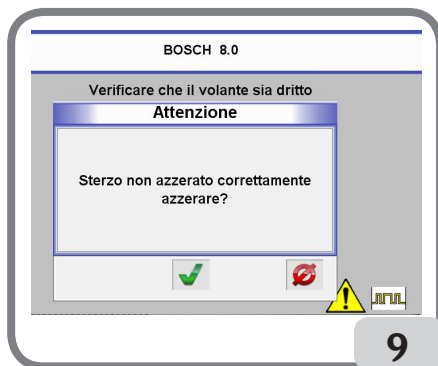 BOSCH 8.0
Verificare che il volante sia dritto
Attenzione
Sterzo non azzerato correttamente
azzerare?
9